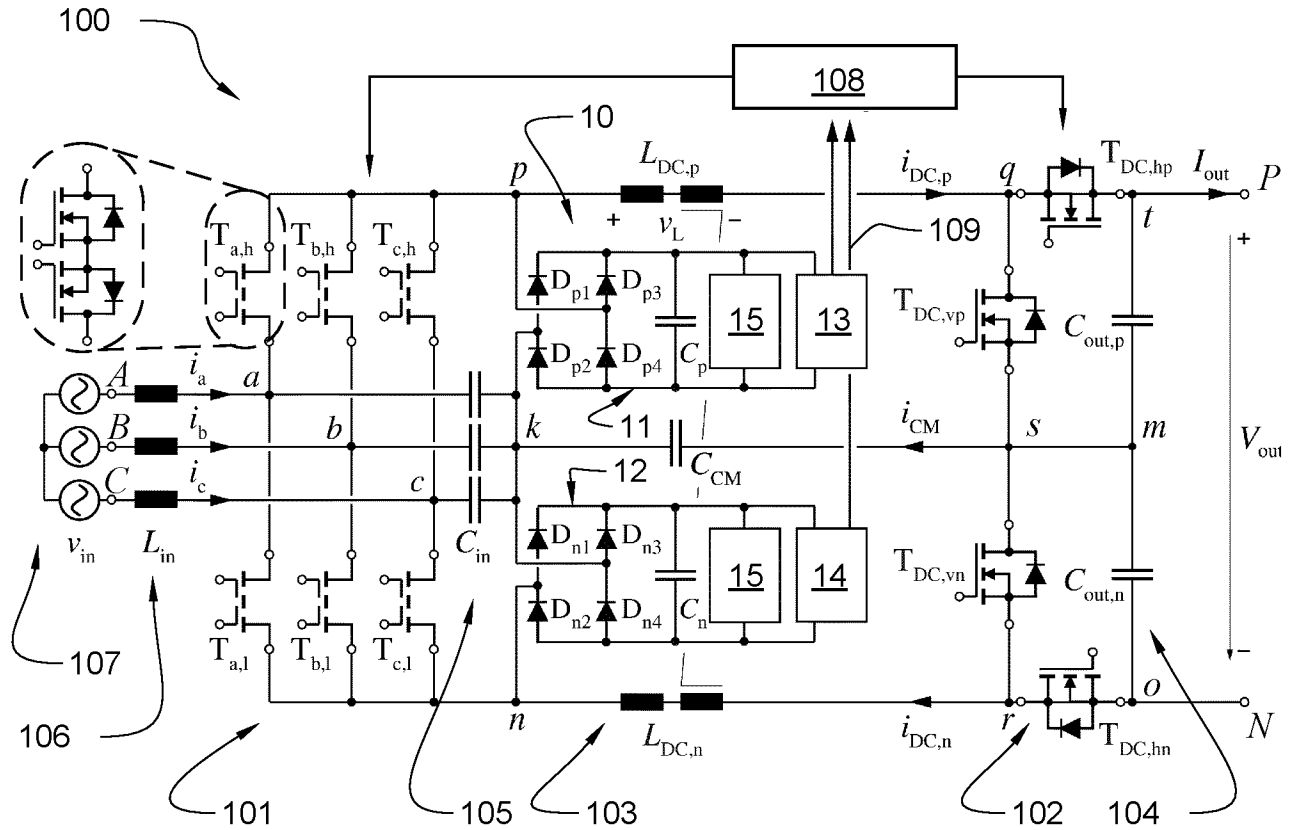 100
108
10
L_DC,p
i_DC,p
q
T_DC,hp
I_out
P
p
+
v_L
−
t
+
109
T_a,h
T_b,h
T_c,h
D_p1
D_p3
15
13
T_DC,vp
C_out,p
D_p2
D_p4
C_p
A
i_a
a
11
B
i_b
b
k
i_CM
s
m
V_out
C
i_c
c
12
C_CM
v_in
L_in
C_in
D_n1
D_n3
15
14
T_DC,vn
C_out,n
D_n2
D_n4
C_n
T_a,l
T_b,l
T_c,l
107
−
n
L_DC,n
i_DC,n
r
o
N
T_DC,hn
106
101
105
103
102
104